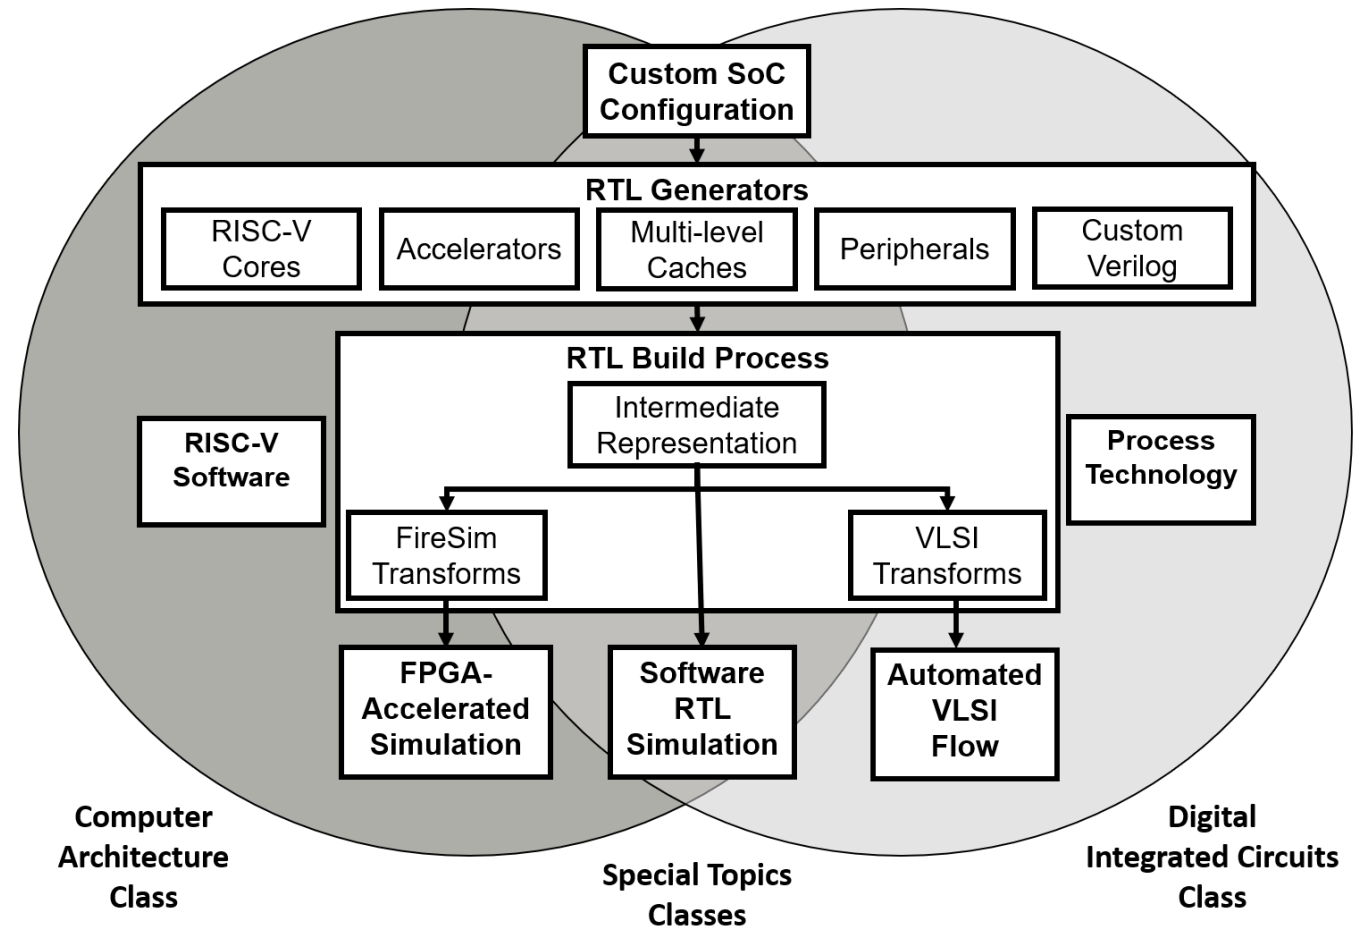 Custom SoC
Configuration
RTL Generators
RISC-V
Cores
Accelerators
Multi-level
Caches
Peripherals
Custom
Verilog
RTL Build Process
Intermediate
Representation
RISC-V
Software
Process
Technology
FireSim
Transforms
VLSI
Transforms
FPGA-
Accelerated
Simulation
Software
RTL
Simulation
Automated
VLSI
Flow
Computer
Architecture
Class
Special Topics
Classes
Digital
Integrated Circuits
Class